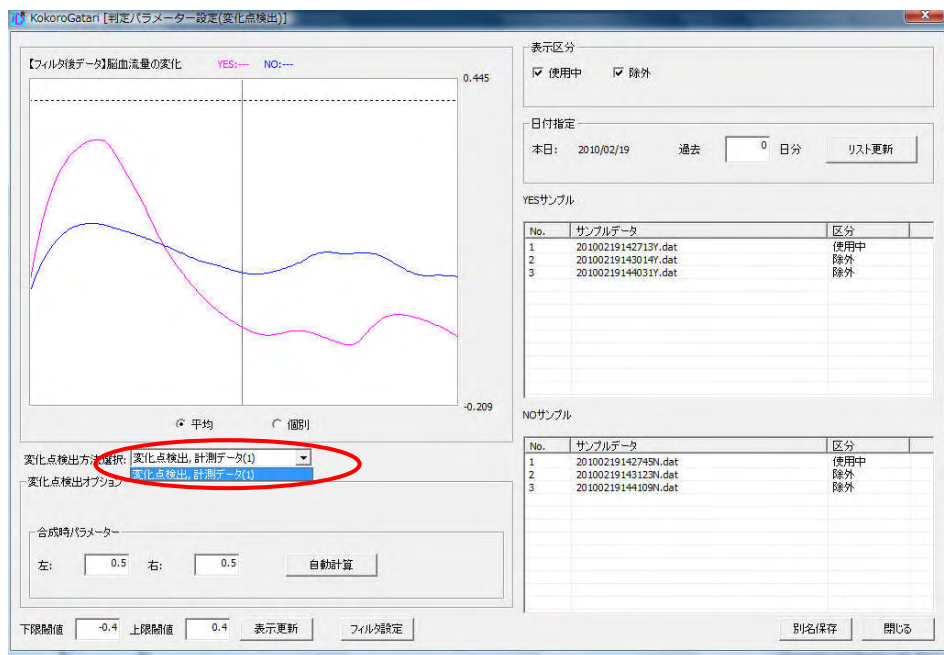 KokoroGatari [判定パラメーター設定(変化点検出)]
【フィルタ後データ】脳血流量の変化 YES:--- NO:---
0.445
-0.209
平均 個別
変化点検出方法選択: 変化点検出, 計測データ(1)
変化点検出, 計測データ(1)
変化点検出オプション
合成時パラメーター
左: 0.5 右: 0.5 自動計算
下限閾値 -0.4 上限閾値 0.4 表示更新 フィルタ設定
表示区分
使用中 除外
日付指定
本日: 2010/02/19 過去 0 日分 リスト更新
YESサンプル
No. サンプルデータ 区分
1 20100219142713Y.dat 使用中
2 20100219143014Y.dat 除外
3 20100219144031Y.dat 除外
NOサンプル
No. サンプルデータ 区分
1 20100219142745N.dat 使用中
2 20100219143123N.dat 除外
3 20100219144109N.dat 除外
別名保存 閉じる